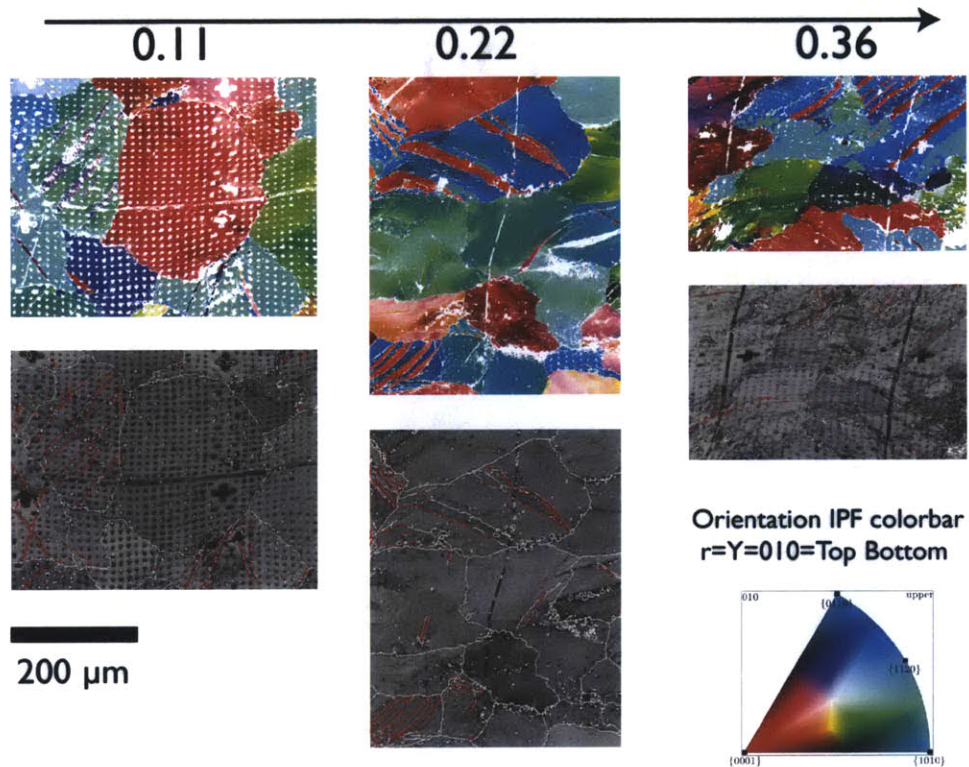 0.11
0.22
0.36
200 µm
Orientation IPF colorbar
r=Y=010=Top Bottom
010
upper
{1120}
{0001}
{1010}